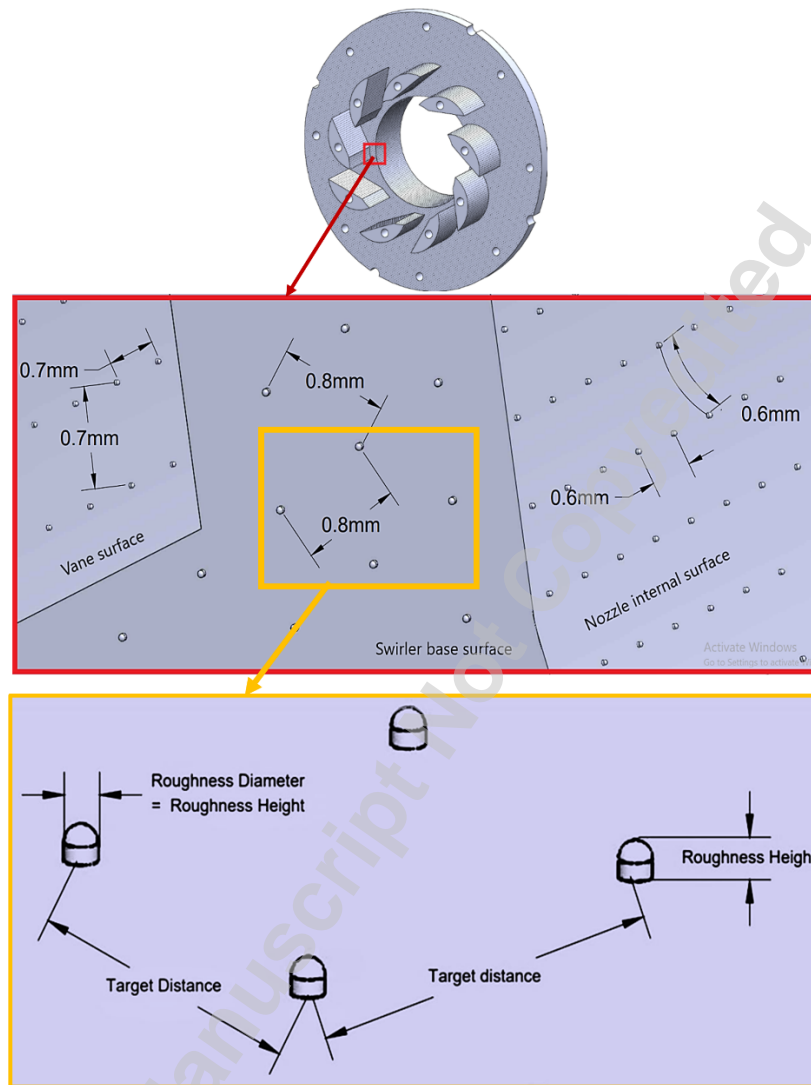 0.7mm
0.8mm
0.7mm
0.6mm
0.6mm
0.8mm
Vane surface
Swirler base surface
Nozzle internal surface
Activate Windows
Go to Settings to activate
Roughness Diameter
= Roughness Height
Roughness Heigh
Target Distance
Target distance
Manuscript Not Copyedited